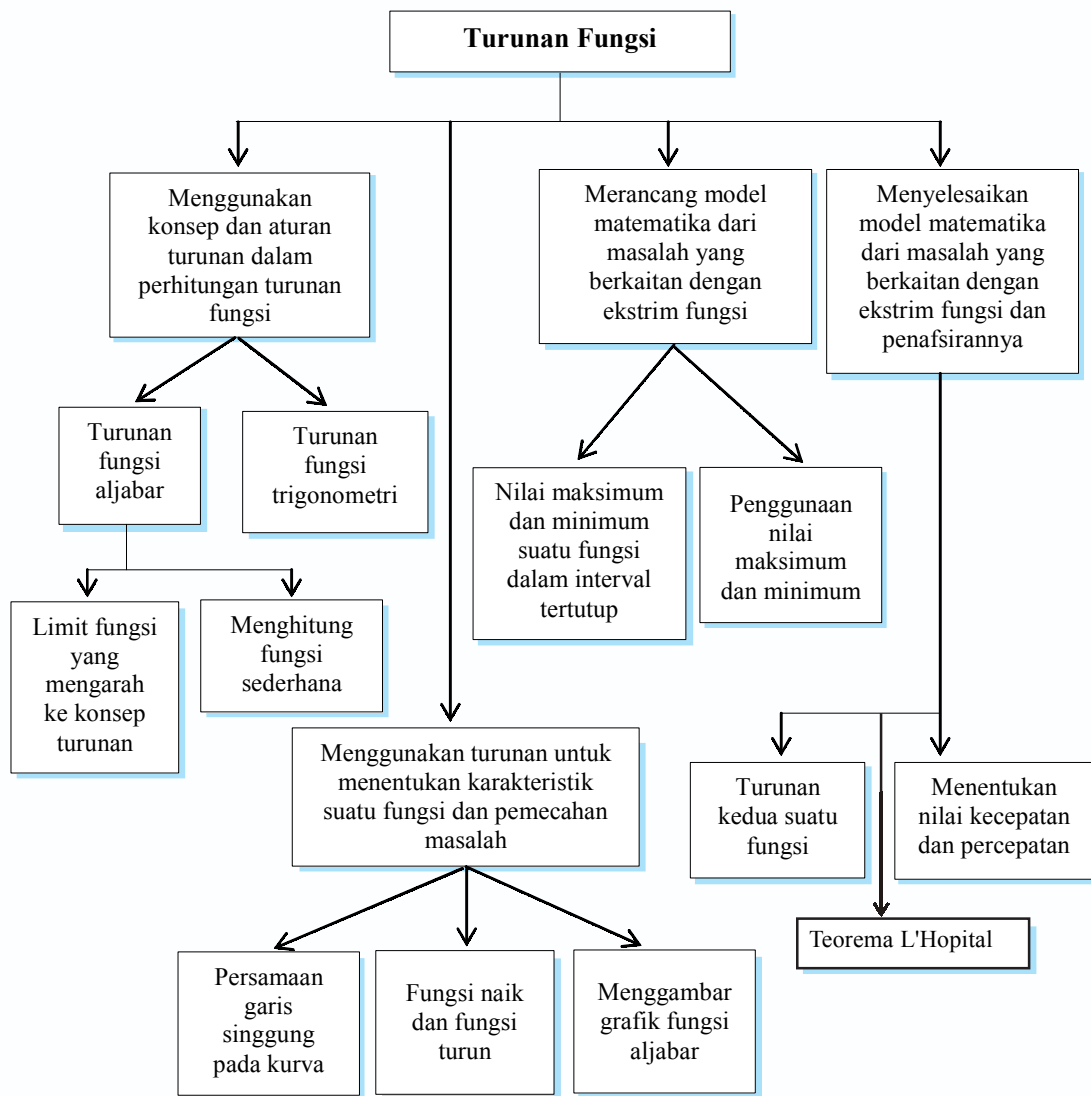 Turunan Fungsi
Menggunakan
konsep dan aturan
turunan dalam
perhitungan turunan
fungsi
Merancang model
matematika dari
masalah yang
berkaitan dengan
ekstrim fungsi
Menyelesaikan
model matematika
dari masalah yang
berkaitan dengan
ekstrim fungsi dan
penafsirannya
Turunan
fungsi
aljabar
Turunan
fungsi
trigonometri
Nilai maksimum
dan minimum
suatu fungsi
dalam interval
tertutup
Penggunaan
nilai
maksimum
dan minimum
Limit fungsi
yang
mengarah
ke konsep
turunan
Menghitung
fungsi
sederhana
Menggunakan turunan untuk
menentukan karakteristik
suatu fungsi dan pemecahan
masalah
Turunan
kedua suatu
fungsi
Menentukan
nilai kecepatan
dan percepatan
Teorema L'Hopital
Persamaan
garis
singgung
pada kurva
Fungsi naik
dan fungsi
turun
Menggambar
grafik fungsi
aljabar